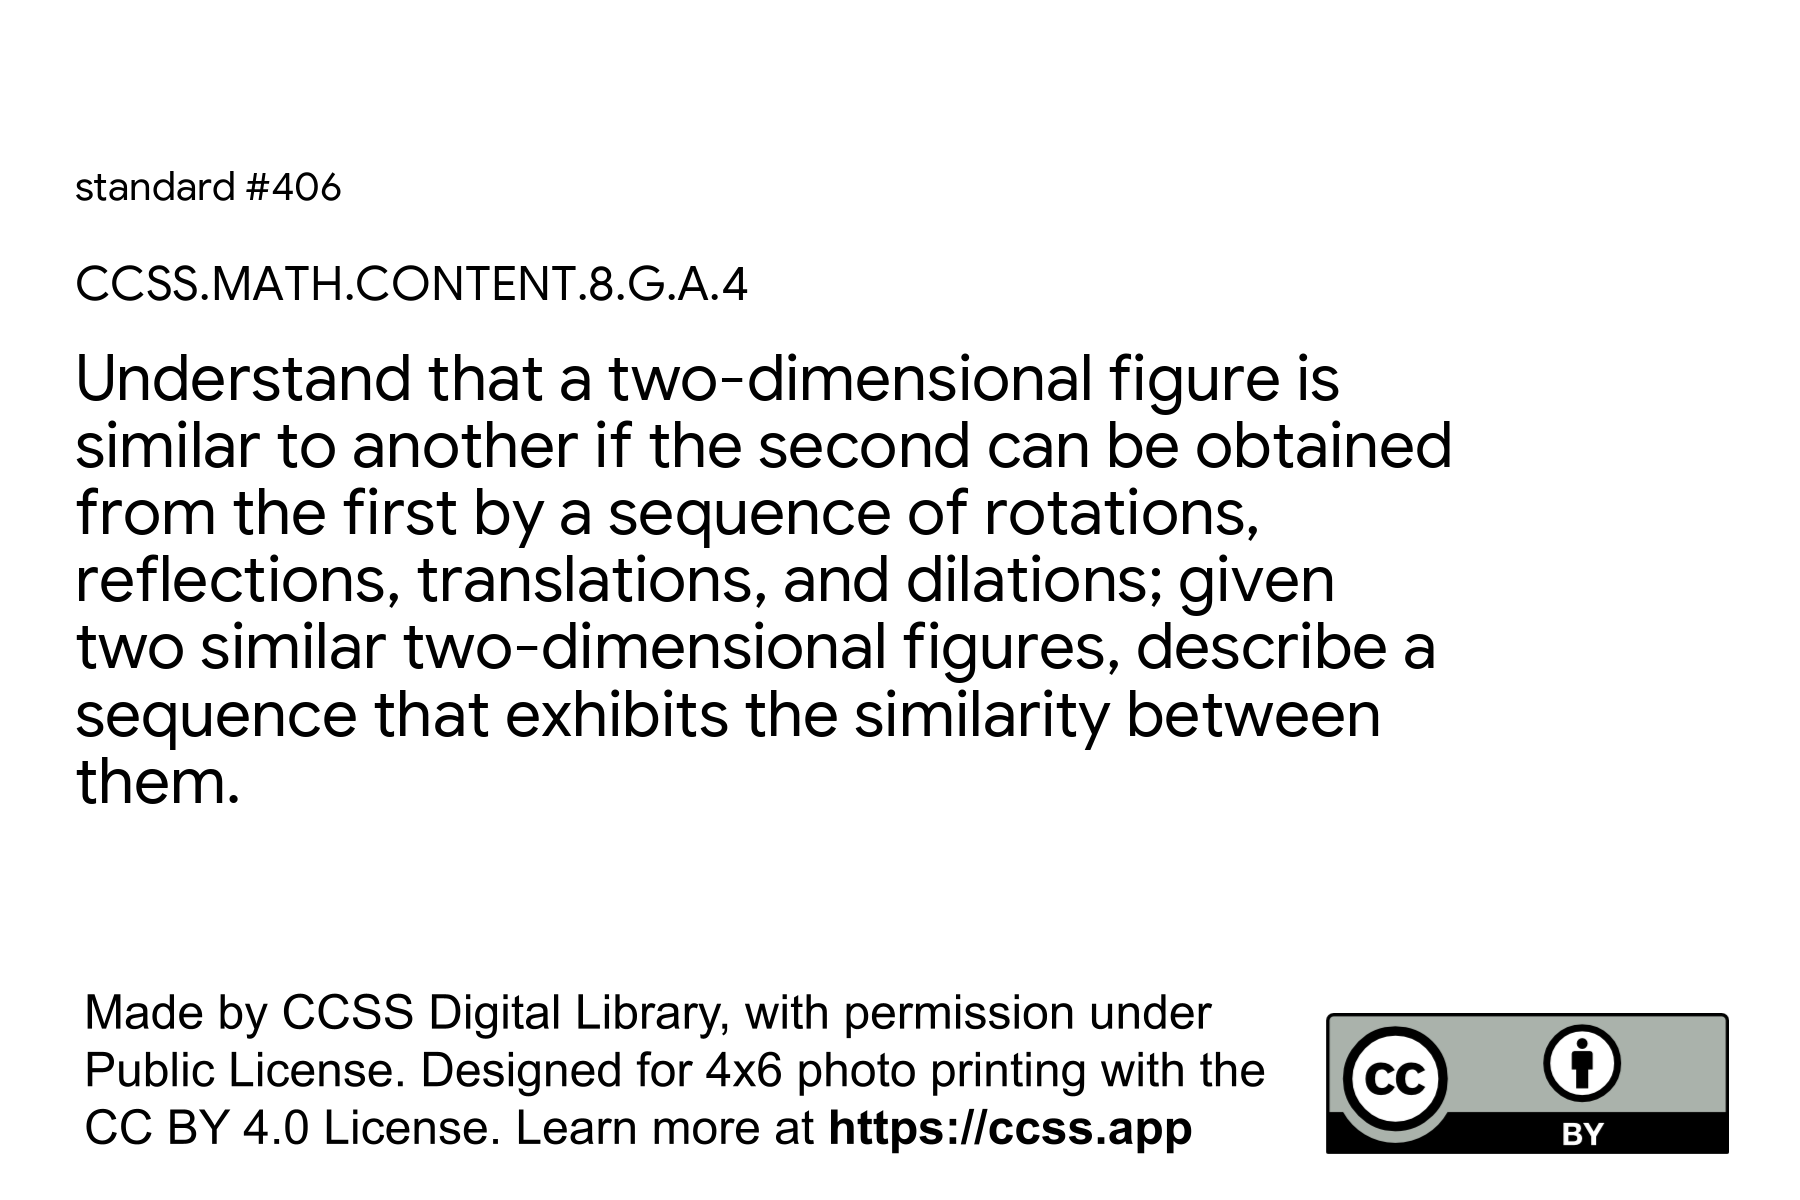 standard #406
CCSS.MATH.CONTENT.8.G.A.4
Understand that a two-dimensional figure is
similar to another if the second can be obtained
from the first by a sequence of rotations,
reflections, translations, and dilations; given
two similar two-dimensional figures, describe a
sequence that exhibits the similarity between
them.
Made by CCSS Digital Library, with permission under
Public License. Designed for 4x6 photo printing with the
CC BY 4.0 License. Learn more at https://ccss.app
CC
BY